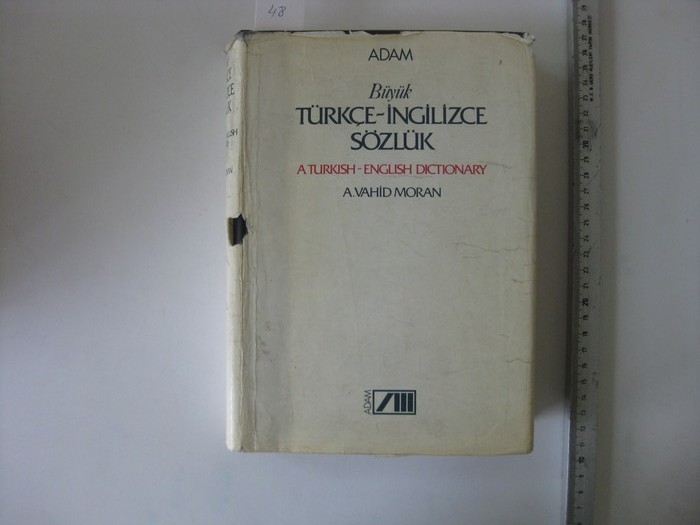 48
ADAM
Büyük
TÜRKÇE-İNGİLİZCE
SÖZLÜK
A TURKISH-ENGLISH DICTIONARY
A.VAHİD MORAN
ADAM